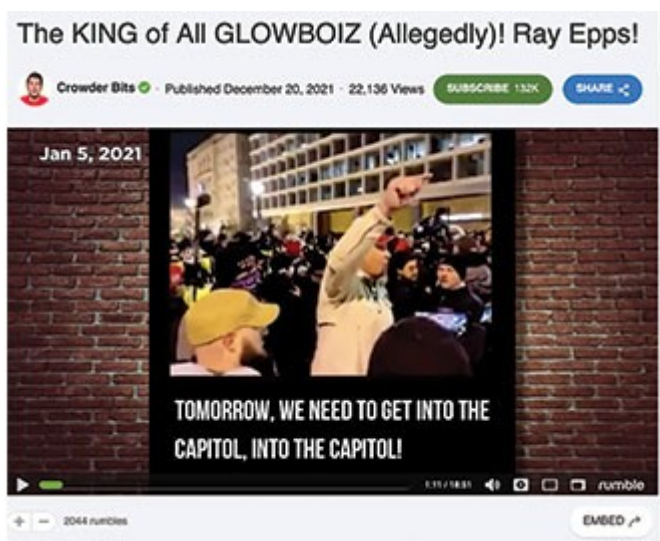 The KING of All GLOWBOIZ (Allegedly)! Ray Epps!
Crowder Bits · Published December 20, 2021 · 22,136 Views SUBSCRIBE 132K SHARE
Jan 5, 2021
TOMORROW, WE NEED TO GET INTO THE
CAPITOL, INTO THE CAPITOL!
rumble
2044 rumbles
EMBED